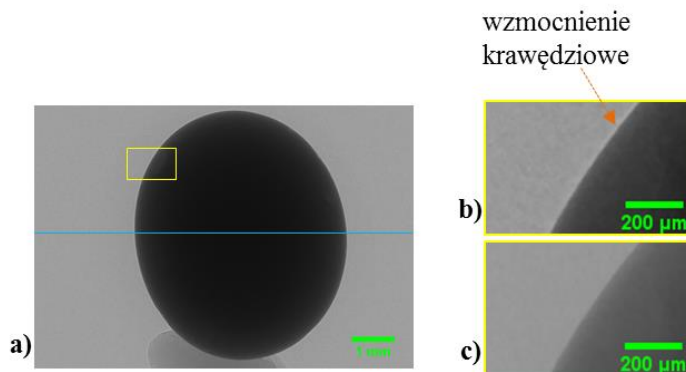 wzmocnienie
krawędziowe
a)
1 mm
b)
200 µm
c)
200 µm